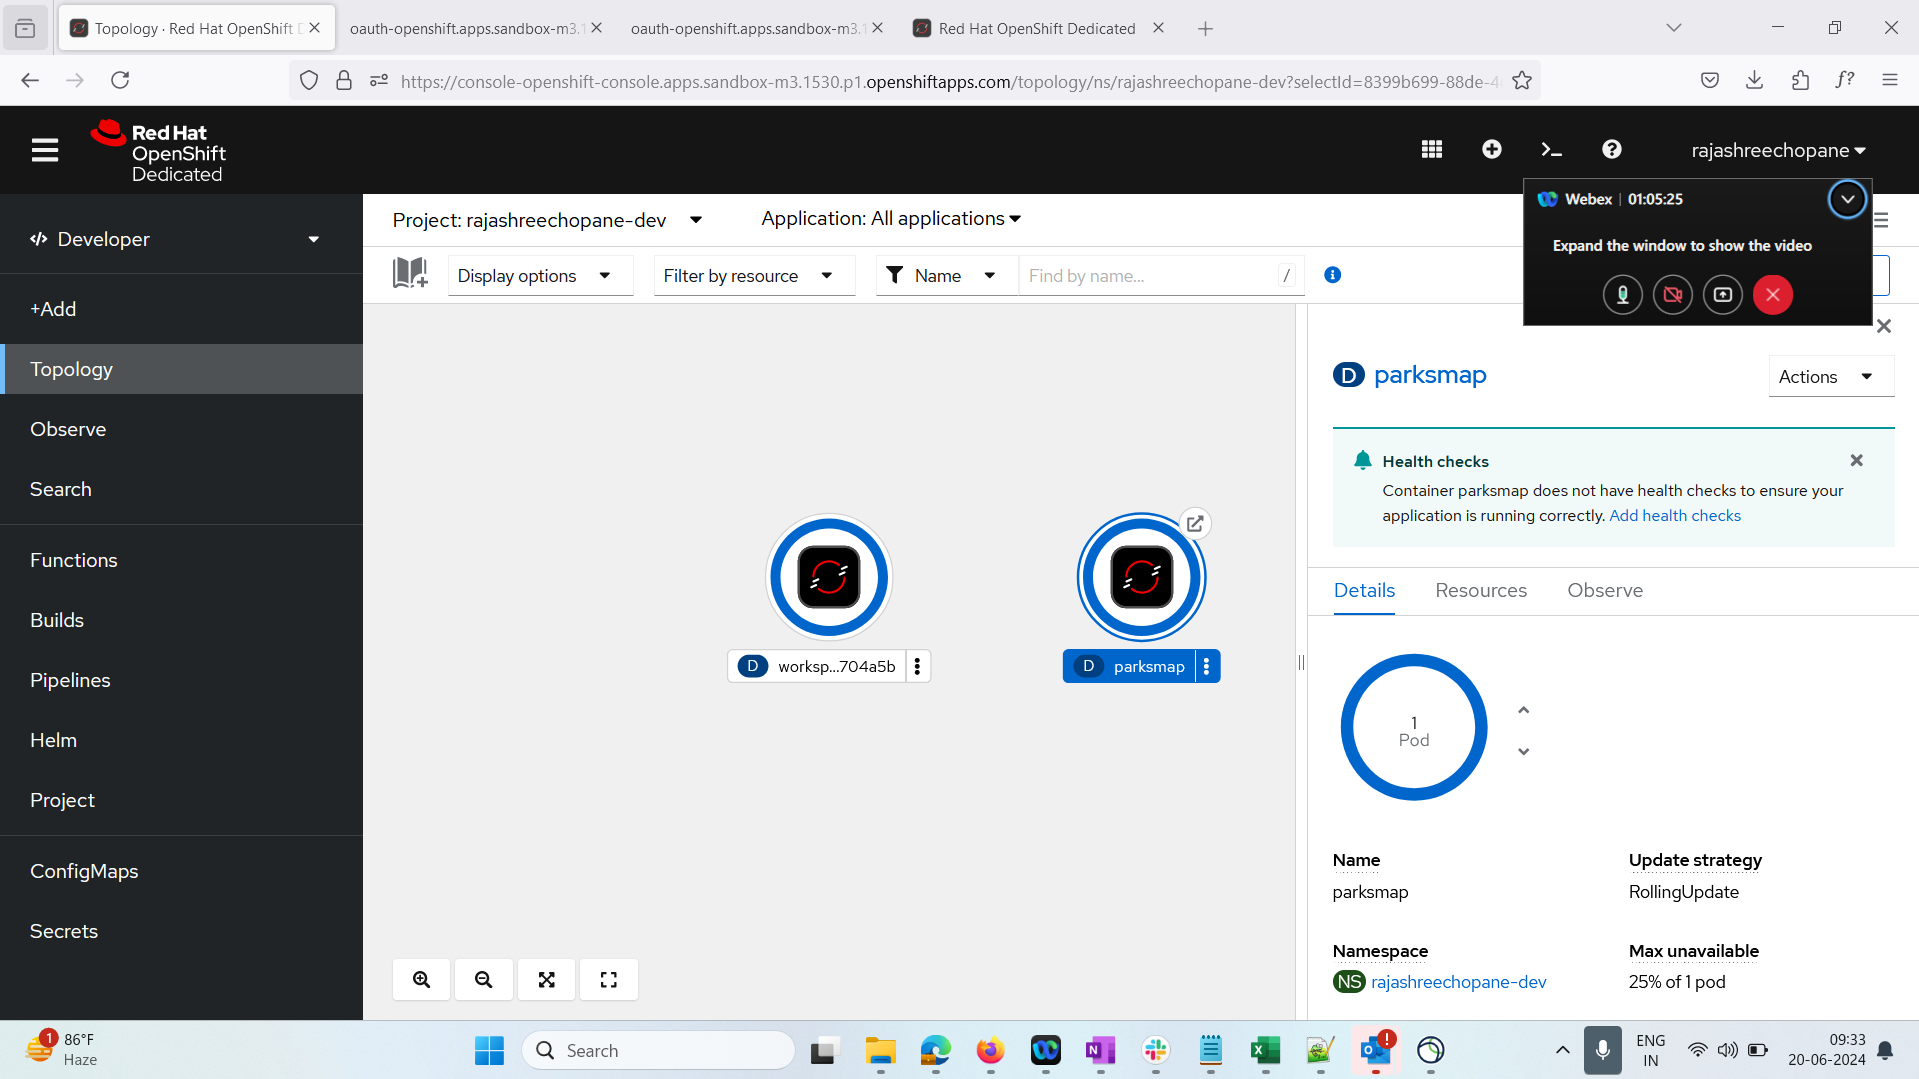 Topology · Red Hat OpenShift D
oauth-openshift.apps.sandbox-m3.1
oauth-openshift.apps.sandbox-m3.1
Red Hat OpenShift Dedicated
https://console-openshift-console.apps.sandbox-m3.1530.p1.openshiftapps.com/topology/ns/rajashreechopane-dev?selectId=8399b699-88de-4
Red Hat
OpenShift
Dedicated
rajashreechopane
Webex | 01:05:25
Expand the window to show the video
Developer
+Add
Topology
Observe
Search
Functions
Builds
Pipelines
Helm
Project
ConfigMaps
Secrets
Project: rajashreechopane-dev
Application: All applications
Display options
Filter by resource
Name
Find by name...
/
D worksp...704a5b
D parksmap
D parksmap
Actions
Health checks
Container parksmap does not have health checks to ensure your
application is running correctly. Add health checks
Details
Resources
Observe
1
Pod
Name
parksmap
Update strategy
RollingUpdate
Namespace
NS rajashreechopane-dev
Max unavailable
25% of 1 pod
1
86°F
Haze
Search
ENG
IN
09:33
20-06-2024